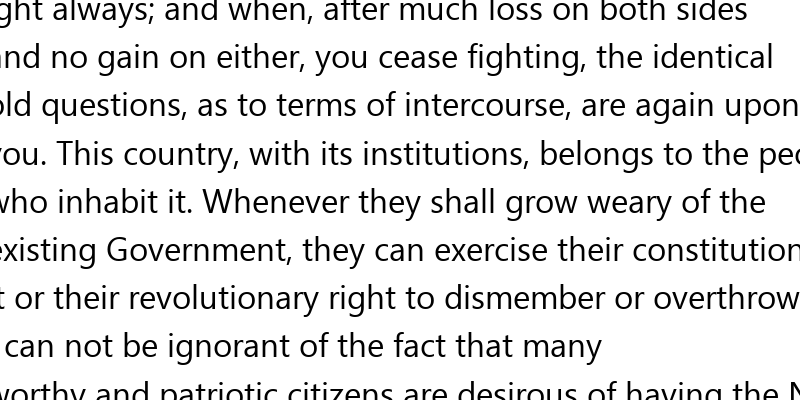 always; and when, after much loss on both sides
and no gain on either, you cease fighting, the identical
old questions, as to terms of intercourse, are again upon
you. This country, with its institutions, belongs to the
who inhabit it. Whenever they shall grow weary of the
existing Government, they can exercise their
or their revolutionary right to dismember or overthrow
can not be ignorant of the fact that many
worthy and patriotic citizens are desirous of having the